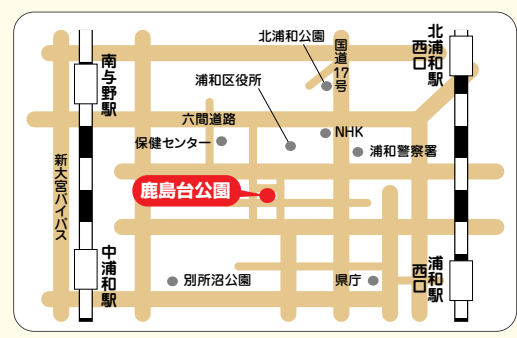 北浦和公園
国道17号
北浦和駅
西口
南与野駅
浦和区役所
六間道路
保健センター
NHK
浦和警察署
新大宮バイパス
鹿島台公園
中浦和駅
別所沼公園
県庁
浦和駅
西口